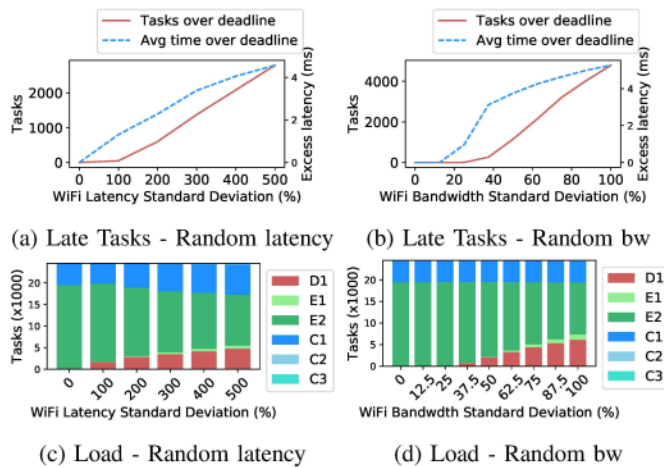 Tasks over deadline
Avg time over deadline
Tasks
2000
1000
0
Excess latency (ms)
4
2
0
0 100 200 300 400 500
WiFi Latency Standard Deviation (%)
(a) Late Tasks - Random latency
Tasks over deadline
Avg time over deadline
Tasks
4000
2000
0
Excess latency (ms)
4
2
0
0 20 40 60 80 100
WiFi Bandwidth Standard Deviation (%)
(b) Late Tasks - Random bw
Tasks (x1000)
20
15
10
5
0
0 100 200 300 400 500
WiFi Latency Standard Deviation (%)
D1
E1
E2
C1
C2
C3
(c) Load - Random latency
Tasks (x1000)
20
15
10
5
0
0 12.5 25 37.5 50 62.5 75 87.5 100
WiFi Bandwdth Standard Deviation (%)
D1
E1
E2
C1
C2
C3
(d) Load - Random bw